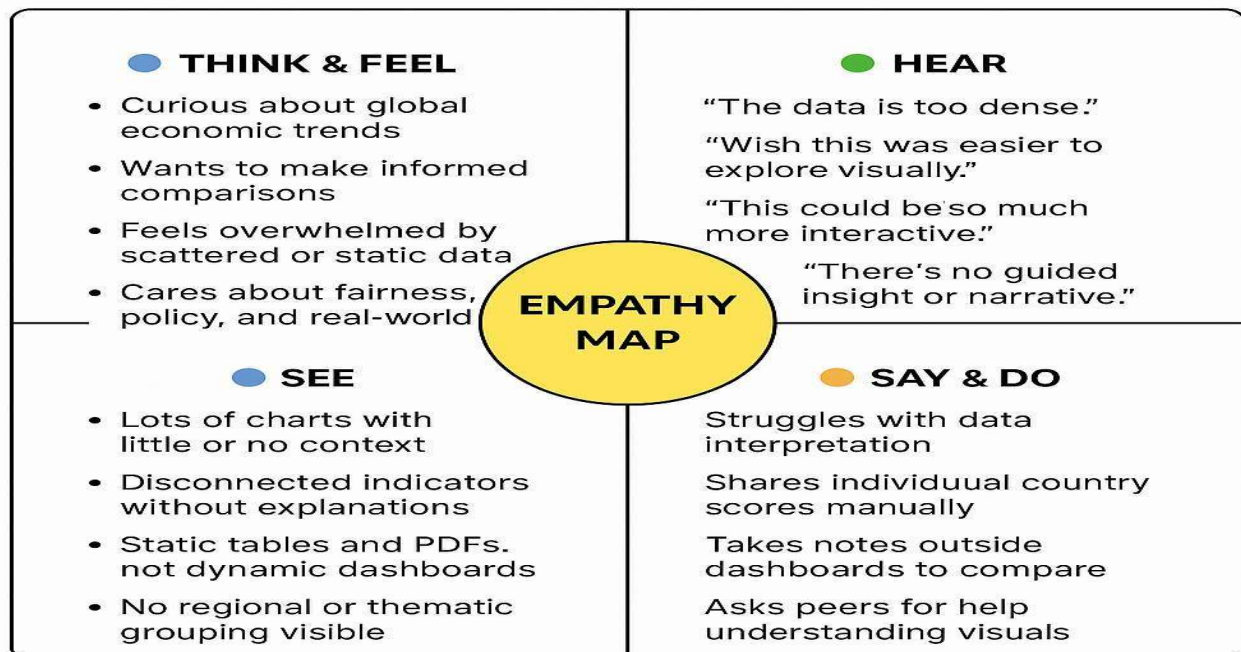 THINK & FEEL
• Curious about global
economic trends
• Wants to make informed
comparisons
• Feels overwhelmed by
scattered or static data
• Cares about fairness,
policy, and real-world
HEAR
“The data is too dense.”
“Wish this was easier to
explore visually.”
“This could be so much
more interactive.”
“There’s no guided
insight or narrative.”
EMPATHY
MAP
SEE
• Lots of charts with
little or no context
• Disconnected indicators
without explanations
• Static tables and PDFs.
not dynamic dashboards
• No regional or thematic
grouping visible
SAY & DO
Struggles with data
interpretation
Shares individuual country
scores manually
Takes notes outside
dashboards to compare
Asks peers for help
understanding visuals